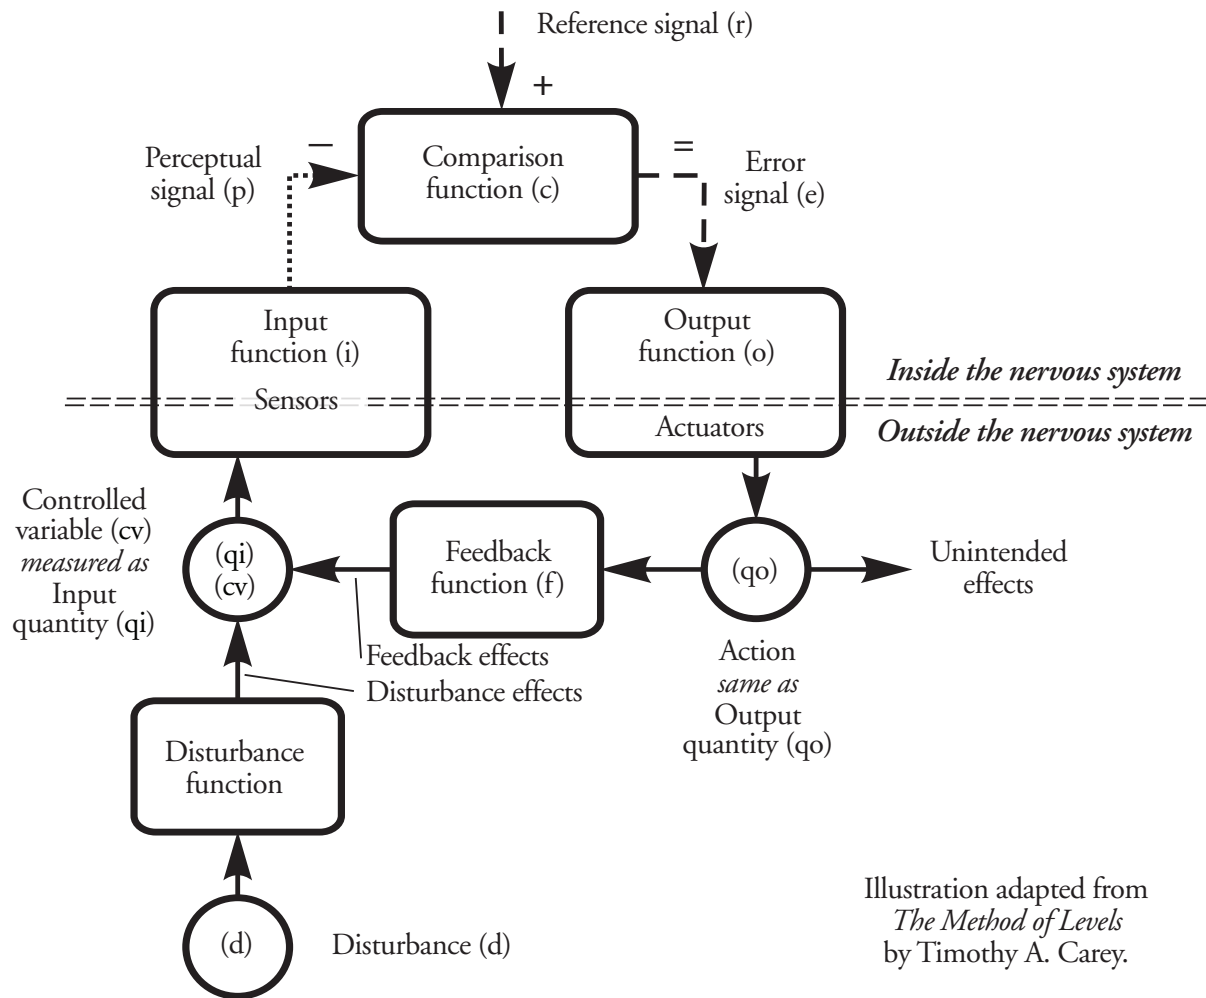 Reference signal (r)
+
−
=
Perceptual
signal (p)
Comparison
function (c)
Error
signal (e)
Input
function (i)
Sensors
Output
function (o)
Actuators
Inside the nervous system
Outside the nervous system
Controlled
variable (cv)
measured as
Input
quantity (qi)
(qi)
(cv)
Feedback
function (f)
(qo)
Unintended
effects
Feedback effects
Disturbance effects
Action
same as
Output
quantity (qo)
Disturbance
function
(d)
Disturbance (d)
Illustration adapted from
The Method of Levels
by Timothy A. Carey.